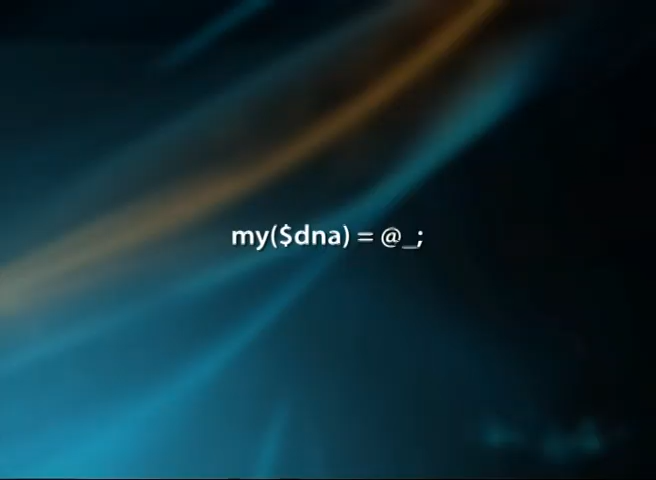 my($dna) = @_;